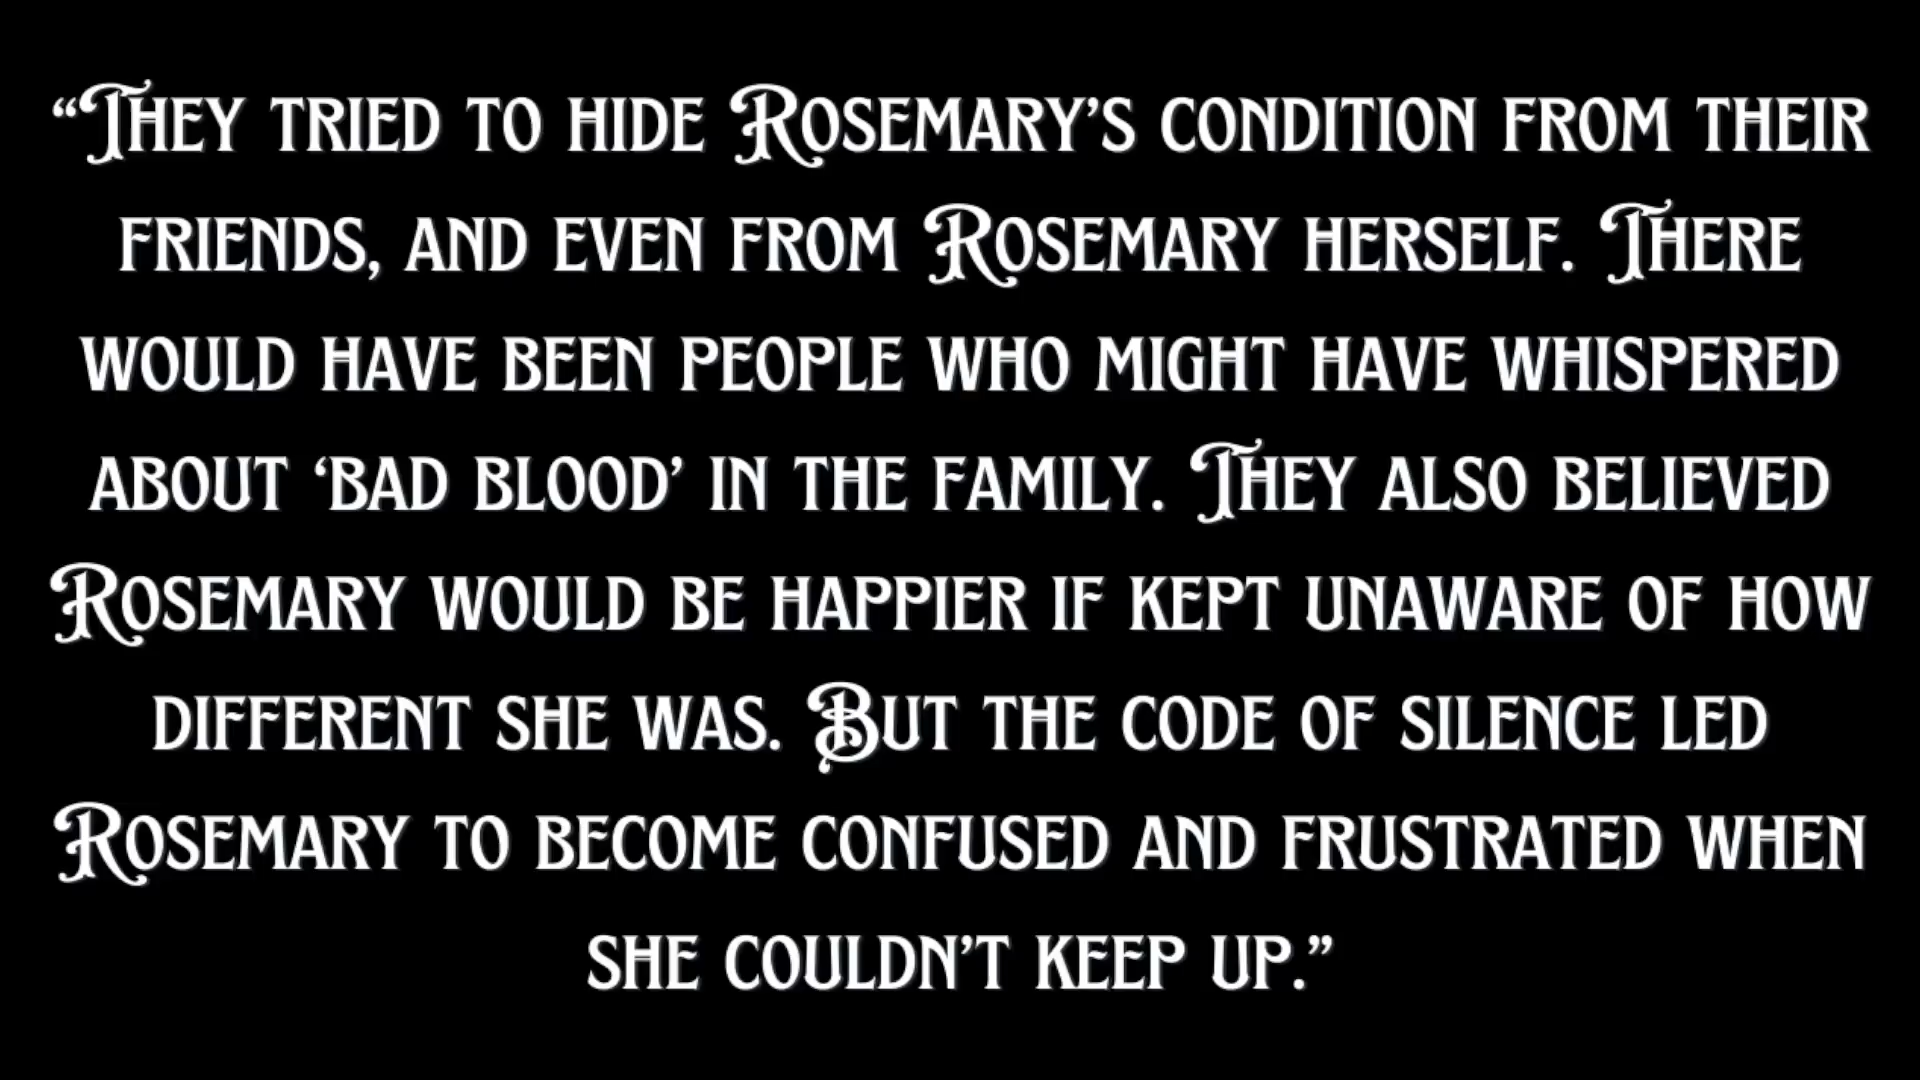 “They tried to hide Rosemary’s condition from their
friends, and even from Rosemary herself. There
would have been people who might have whispered
about ‘bad blood’ in the family. They also believed
Rosemary would be happier if kept unaware of how
different she was. But the code of silence led
Rosemary to become confused and frustrated when
she couldn’t keep up.”